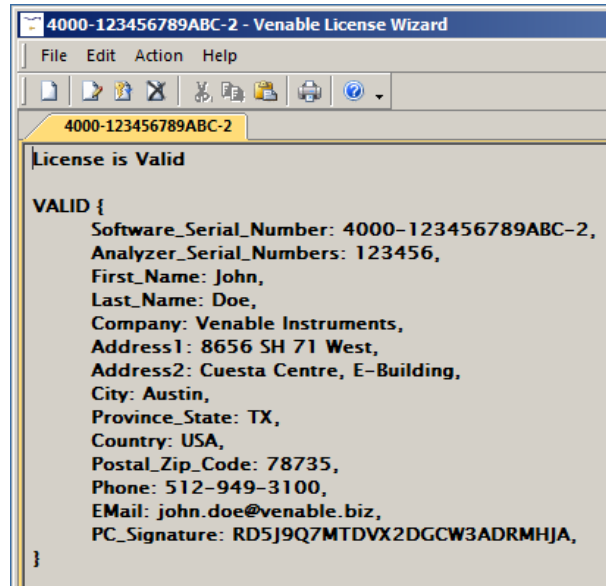 4000-123456789ABC-2 - Venable License Wizard
File Edit Action Help
4000-123456789ABC-2
License is Valid
VALID {
Software_Serial_Number: 4000-123456789ABC-2,
Analyzer_Serial_Numbers: 123456,
First_Name: John,
Last_Name: Doe,
Company: Venable Instruments,
Address1: 8656 SH 71 West,
Address2: Cuesta Centre, E-Building,
City: Austin,
Province_State: TX,
Country: USA,
Postal_Zip_Code: 78735,
Phone: 512-949-3100,
EMail: john.doe@venable.biz,
PC_Signature: RD5J9Q7MTDVX2DGCW3ADRMHJA,
}